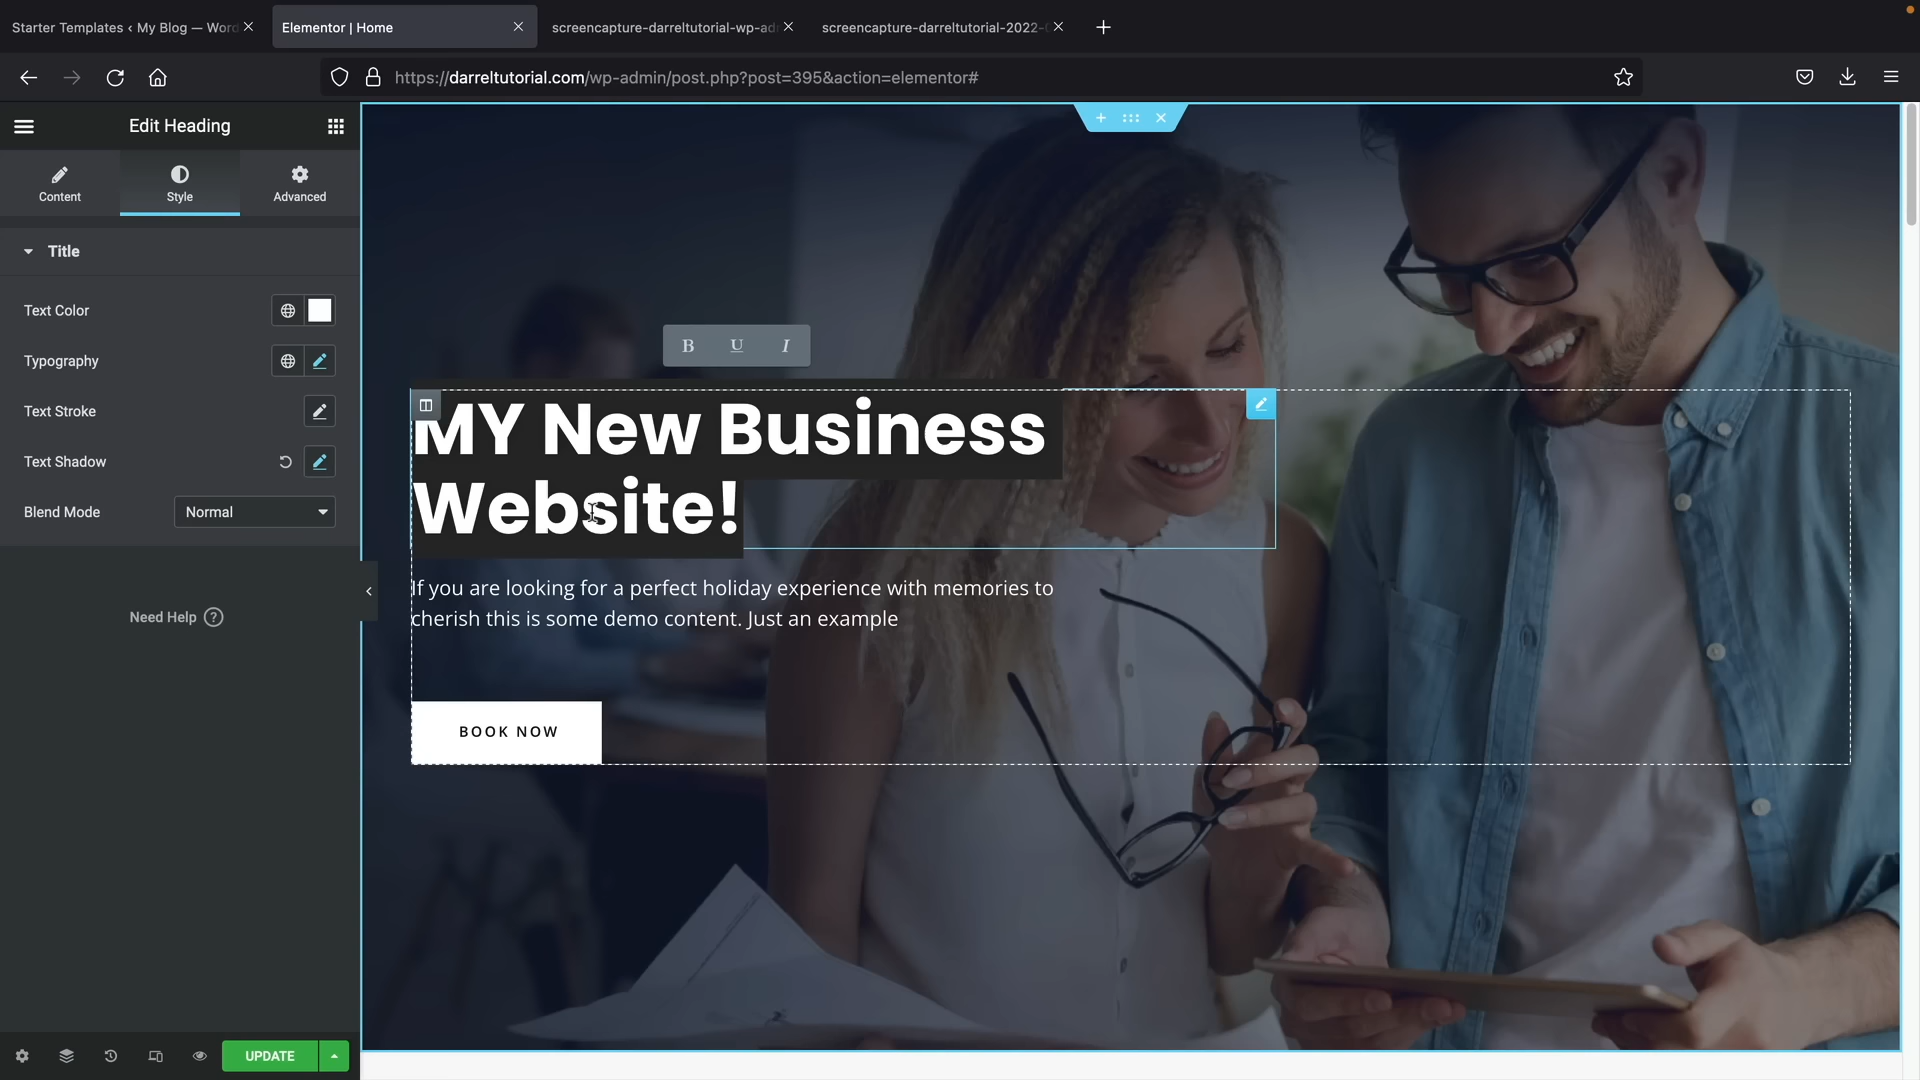 Starter Templates ‹ My Blog — Word
Elementor | Home
screencapture-darreltutorial-wp-ad
screencapture-darreltutorial-2022-
https://darreltutorial.com/wp-admin/post.php?post=395&action=elementor#
Edit Heading
Content
Style
Advanced
Title
Text Color
Typography
Text Stroke
Text Shadow
Blend Mode
Normal
Need Help ?
UPDATE
B U I
MY New Business
Website!
If you are looking for a perfect holiday experience with memories to
cherish this is some demo content. Just an example
BOOK NOW